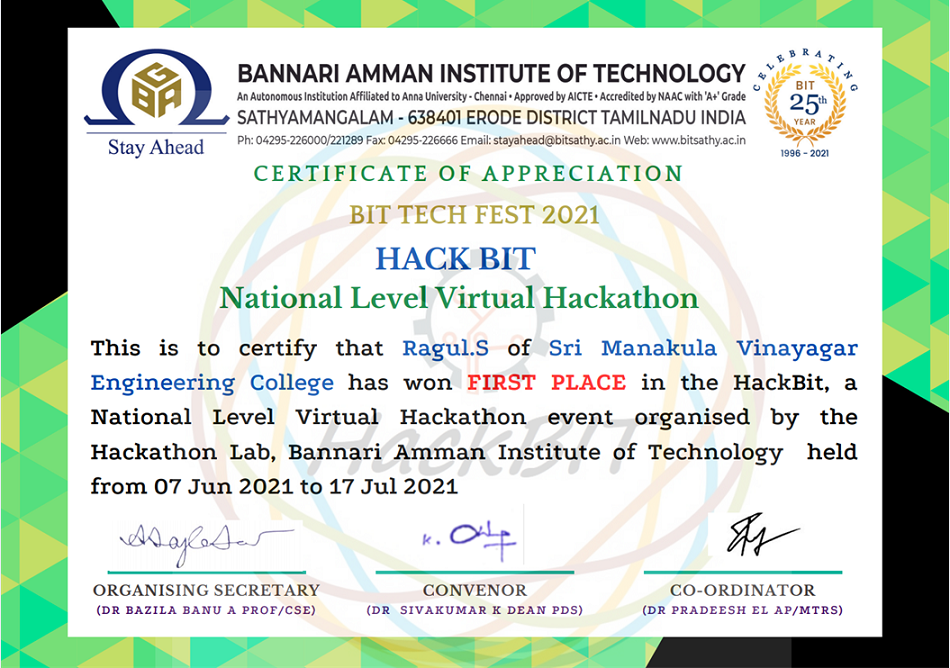 GBA
Stay Ahead
BANNARI AMMAN INSTITUTE OF TECHNOLOGY
An Autonomous Institution Affiliated to Anna University - Chennai • Approved by AICTE • Accredited by NAAC with 'A+' Grade
SATHYAMANGALAM - 638401 ERODE DISTRICT TAMILNADU INDIA
Ph: 04295-226000/221289 Fax: 04295-226666 Email: stayahead@bitsathy.ac.in Web: www.bitsathy.ac.in
CELEBRATING
BIT
25th
YEAR
1996 - 2021
CERTIFICATE OF APPRECIATION
BIT TECH FEST 2021
HACK BIT
National Level Virtual Hackathon
This is to certify that Ragul.S of Sri Manakula Vinayagar
Engineering College has won FIRST PLACE in the HackBit, a
National Level Virtual Hackathon event organised by the
Hackathon Lab, Bannari Amman Institute of Technology held
from 07 Jun 2021 to 17 Jul 2021
HackBIT
ORGANISING SECRETARY
(DR BAZILA BANU A PROF/CSE)
CONVENOR
(DR SIVAKUMAR K DEAN PDS)
CO-ORDINATOR
(DR PRADEESH EL AP/MTRS)